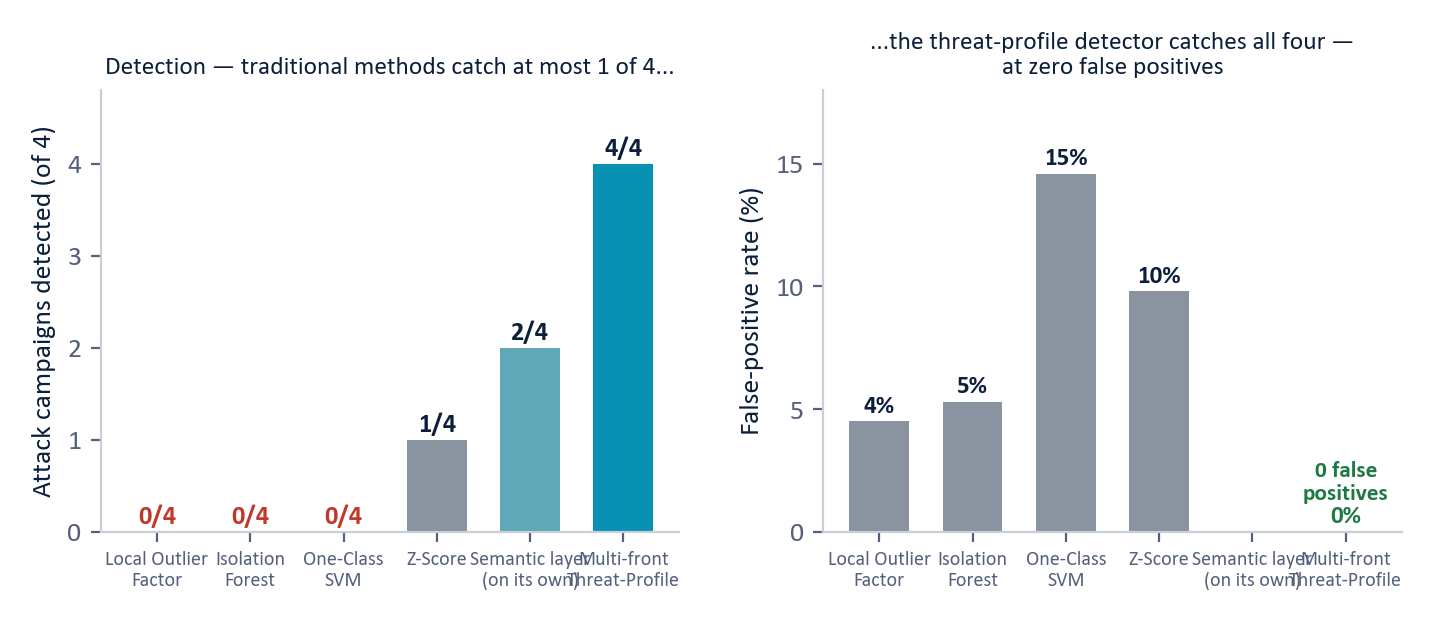 Detection — traditional methods catch at most 1 of 4...
Attack campaigns detected (of 4)
4
3
2
1
0
0/4
0/4
0/4
1/4
2/4
4/4
Local Outlier
Factor
Isolation
Forest
One-Class
SVM
Z-Score
Semantic layer
(on its own)
Multi-front
Threat-Profile
...the threat-profile detector catches all four —
at zero false positives
False-positive rate (%)
15
10
5
0
4%
5%
15%
10%
0 false
positives
0%
Local Outlier
Factor
Isolation
Forest
One-Class
SVM
Z-Score
Semantic layer
(on its own)
Multi-front
Threat-Profile